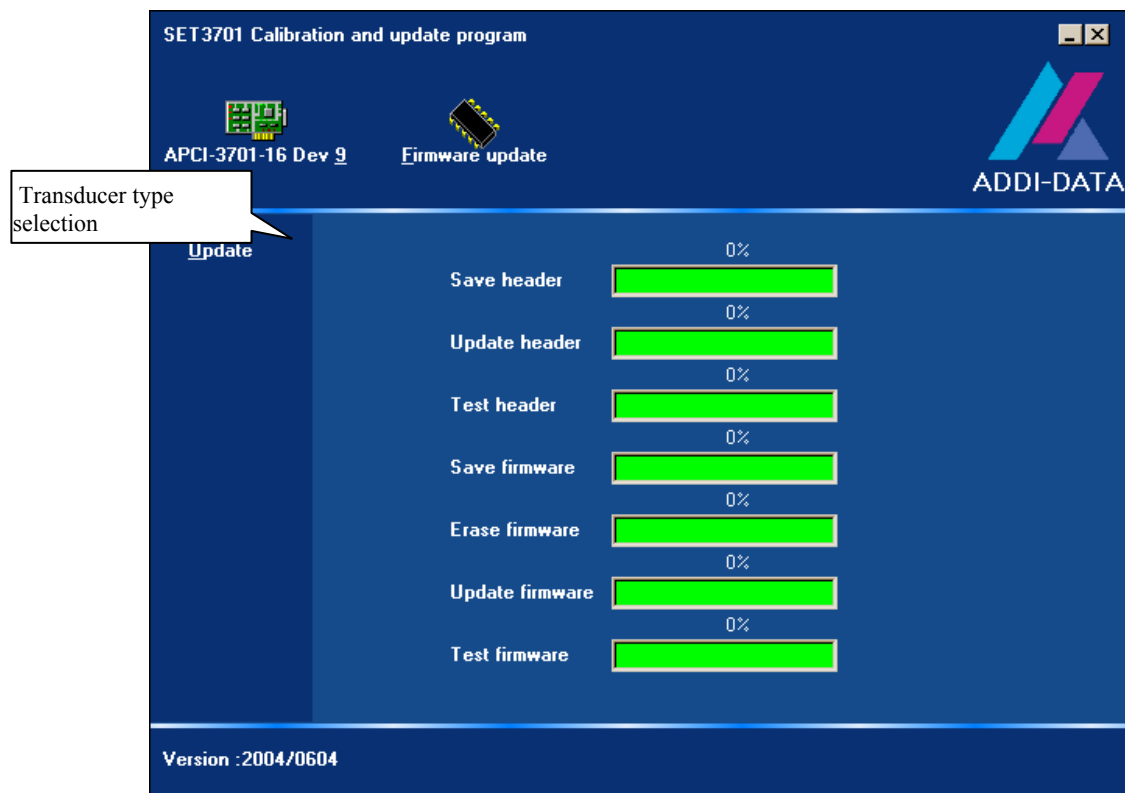 SET3701 Calibration and update program
APCI-3701-16 Dev 9
Firmware update
ADDI-DATA
Transducer type
selection
Update
0%
Save header
0%
Update header
0%
Test header
0%
Save firmware
0%
Erase firmware
0%
Update firmware
0%
Test firmware
Version :2004/0604